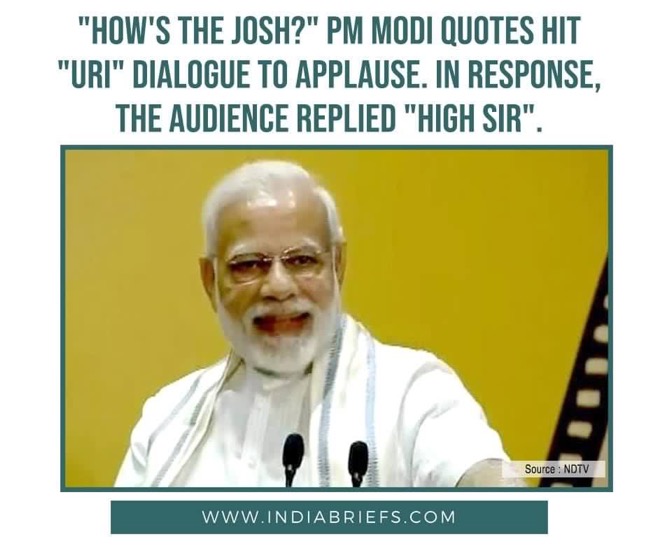 "HOW'S THE JOSH?" PM MODI QUOTES HIT
"URI" DIALOGUE TO APPLAUSE. IN RESPONSE,
THE AUDIENCE REPLIED "HIGH SIR".
Source : NDTV
WWW.INDIABRIEFS.COM